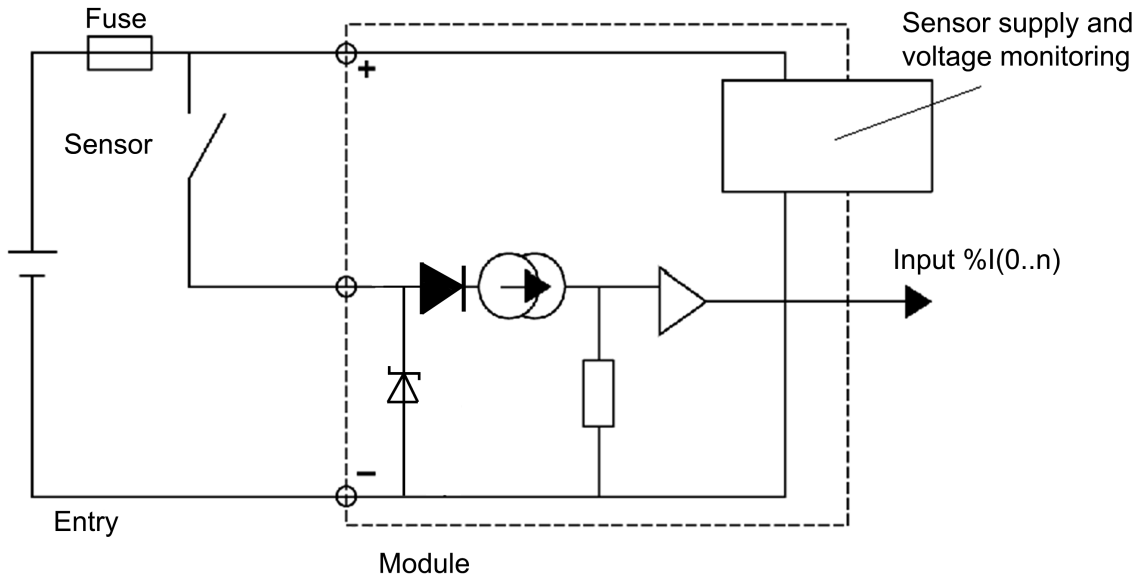 Fuse
Sensor supply and
voltage monitoring
+
Sensor
Input %I(0..n)
−
Entry
Module